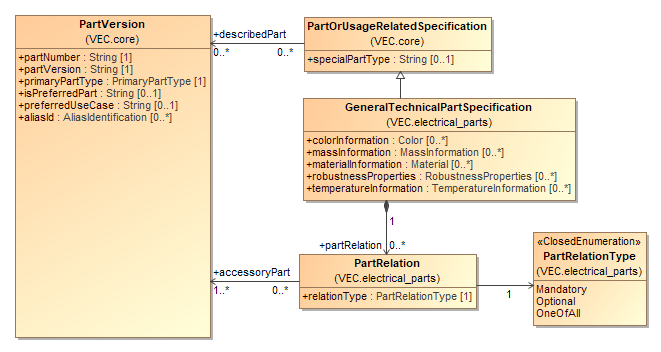 PartVersion
(VEC.core)
+partNumber : String [1]
+partVersion : String [1]
+primaryPartType : PrimaryPartType [1]
+isPreferredPart : String [0..1]
+preferredUseCase : String [0..1]
+aliasId : AliasIdentification [0..*]
+describedPart
0..*
0..*
PartOrUsageRelatedSpecification
(VEC.core)
+specialPartType : String [0..1]
GeneralTechnicalPartSpecification
(VEC.electrical_parts)
+colorInformation : Color [0..*]
+massInformation : MassInformation [0..*]
+materialInformation : Material [0..*]
+robustnessProperties : RobustnessProperties [0..*]
+temperatureInformation : TemperatureInformation [0..*]
1
+partRelation
0..*
+accessoryPart
1..*
0..*
PartRelation
(VEC.electrical_parts)
+relationType : PartRelationType [1]
1
«ClosedEnumeration»
PartRelationType
(VEC.electrical_parts)
Mandatory
Optional
OneOfAll